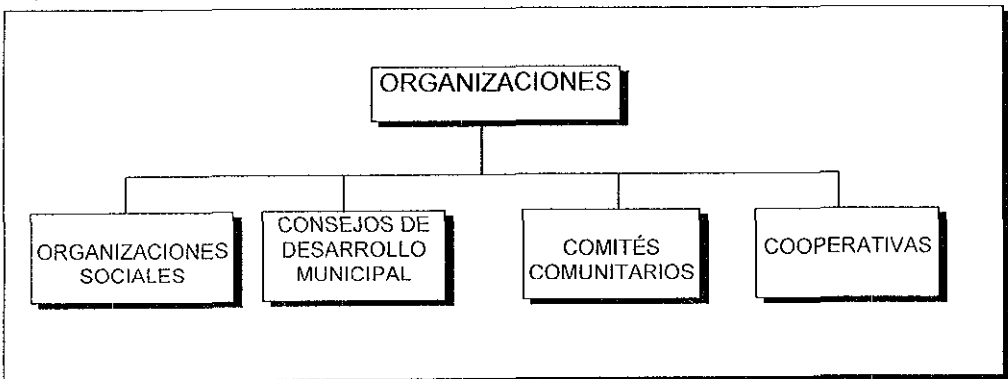 ORGANIZACIONES
ORGANIZACIONES
SOCIALES
CONSEJOS DE
DESARROLLO
MUNICIPAL
COMITÉS
COMUNITARIOS
COOPERATIVAS